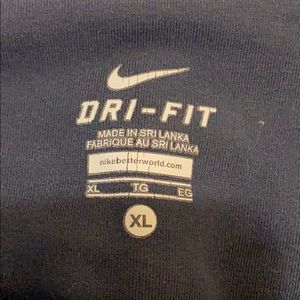 DRI-FIT
MADE IN SRI LANKA
FABRIQUE AU SRI LANKA
nikebetterworld.com
XL TG EG
XL